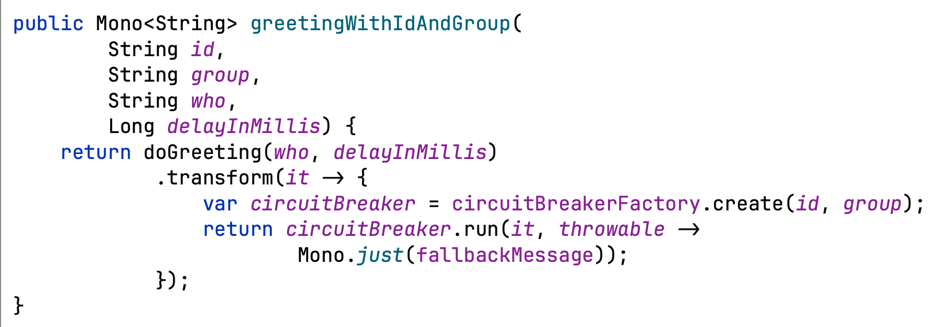 public Mono<String> greetingWithIdAndGroup(
        String id,
        String group,
        String who,
        Long delayInMillis) {
    return doGreeting(who, delayInMillis)
            .transform(it → {
                var circuitBreaker = circuitBreakerFactory.create(id, group);
                return circuitBreaker.run(it, throwable →
                        Mono.just(fallbackMessage));
            });
}